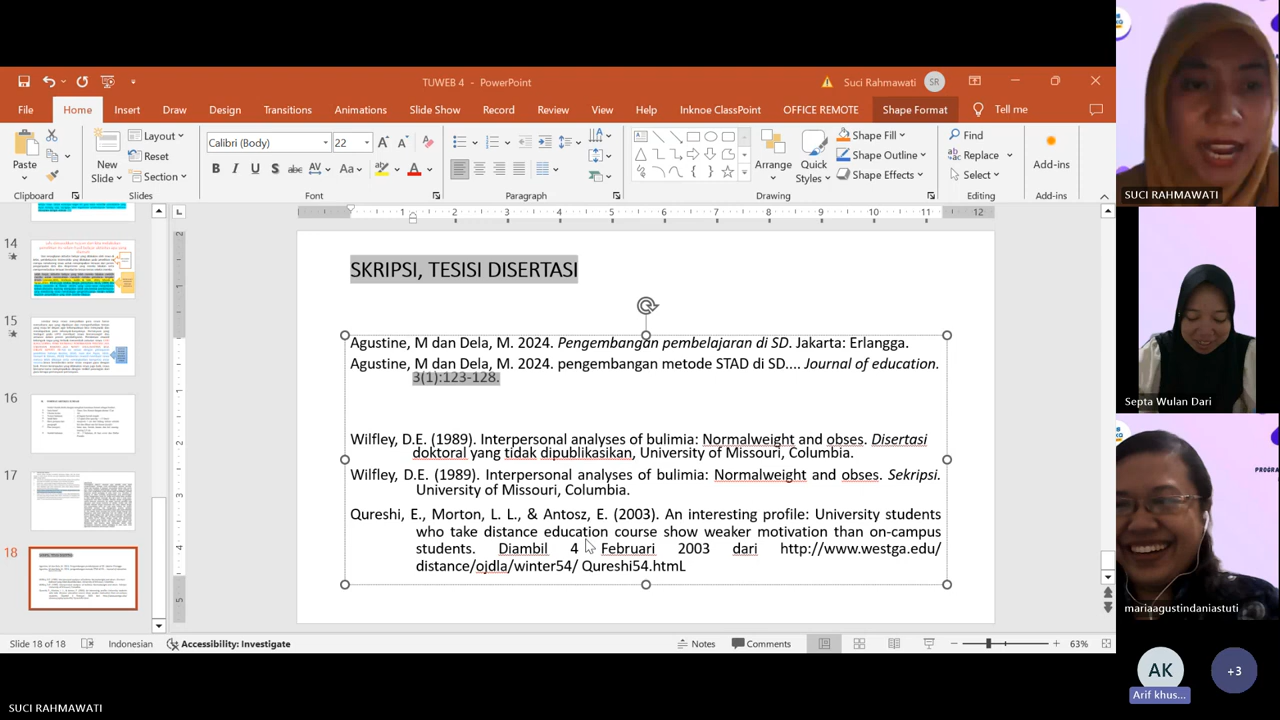 TUWEB 4 - PowerPoint
Suci Rahmawati SR
File Home Insert Draw Design Transitions Animations Slide Show Record Review View Help Inknoe ClassPoint OFFICE REMOTE Shape Format Tell me
Paste
New Slide
Layout
Reset
Section
Calibri (Body) 22
Arrange
Quick Styles
Shape Fill
Shape Outline
Shape Effects
Find
Replace
Select
Add-ins
Clipboard Slides Font Paragraph Drawing Editing Add-ins
14
15
16
17
18
SKRIPSI, TESIS DISERTASI
Agustine, M dan Dela, M. 2024. Pengembangan pembelajaran di SD. Jakarta: Erlangga.
Agustine, M dan Dela, M. 2024. pengembangan metode STAD di SD.... Journal of education.
3(1):123-128.
Wilfley, D.E. (1989). Interpersonal analyses of bulimia: Normalweight and obses. Disertasi
doktoral yang tidak dipublikasikan, University of Missouri, Columbia.
Wilfley, D.E. (1989). Interpersonal analyses of bulimia: Normalweight and obses. Sekripsi.
University of Missouri, Columbia.
Qureshi, E., Morton, L. L., & Antosz, E. (2003). An interesting profile: University students
who take distance education course show weaker motivation than on-campus
students. Diambil 4 Februari 2003 dari http://www.westga.edu/
distance/ojdla/winter54/ Qureshi54.htmL
Slide 18 of 18 Indonesian Accessibility: Investigate Notes Comments 63%
SUCI RAHMAWATI
SUCI RAHMAWATI
Septa Wulan Dari
PROGRA
mariaagustindaniastuti
AK
Arif khus...
+3